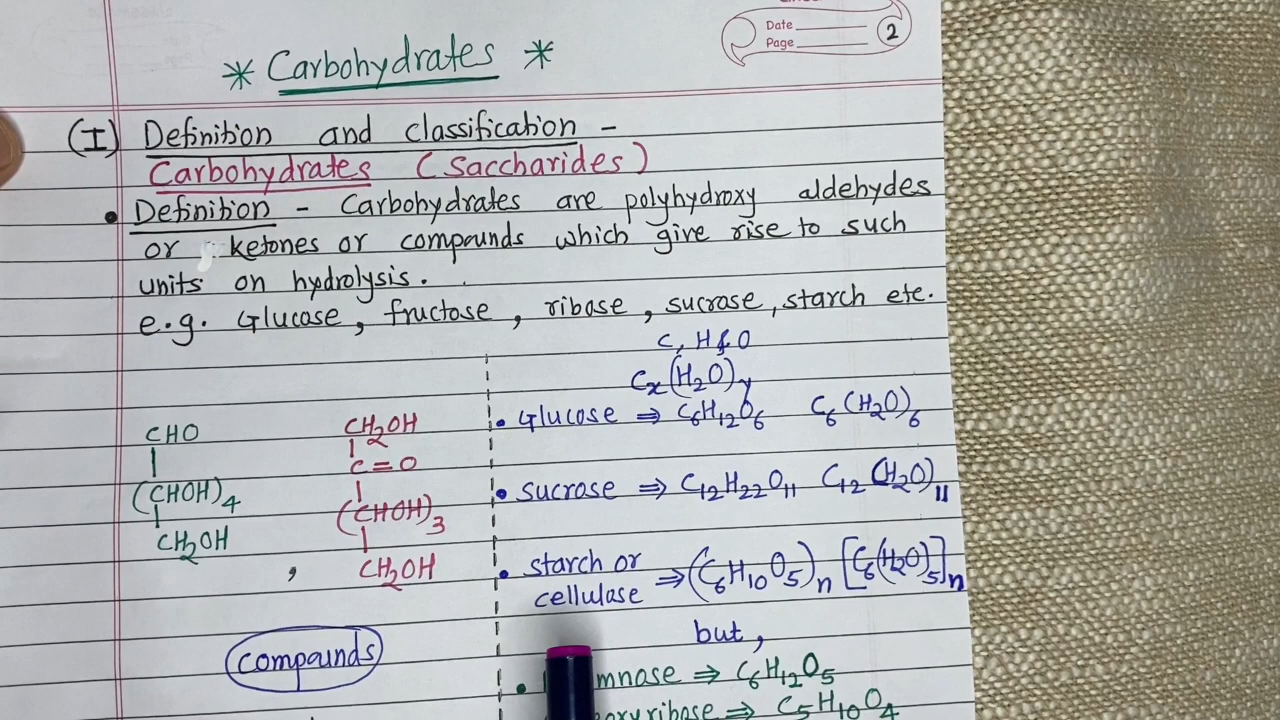 Date
Page 2
* Carbohydrates *
(I) Definition and classification -
Carbohydrates (Saccharides)
• Definition - Carbohydrates are polyhydroxy aldehydes
or ketones or compounds which give rise to such
units on hydrolysis.
e.g. Glucose, fructose, ribose, sucrose, starch etc.
CHO
|
(CHOH)4
|
CH2OH
,
CH2OH
|
C=O
|
(CHOH)3
|
CH2OH
compounds
C, H & O
Cx(H2O)y
• Glucose ⇒ C6H12O6 C6(H2O)6
• sucrose ⇒ C12H22O11 C12(H2O)11
• starch or
cellulose ⇒ (C6H10O5)n [C6(H2O)5]n
but,
• mnose ⇒ C6H12O5
oxyribose ⇒ C5H10O4